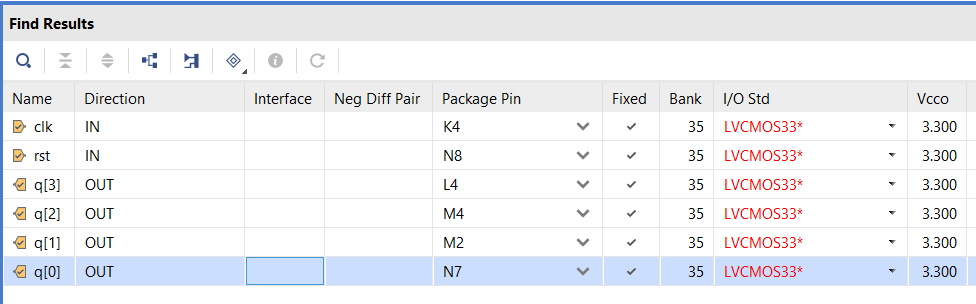 Find Results
Name Direction Interface Neg Diff Pair Package Pin Fixed Bank I/O Std Vcco
clk IN K4 35 LVCMOS33* 3.300
rst IN N8 35 LVCMOS33* 3.300
q[3] OUT L4 35 LVCMOS33* 3.300
q[2] OUT M4 35 LVCMOS33* 3.300
q[1] OUT M2 35 LVCMOS33* 3.300
q[0] OUT N7 35 LVCMOS33* 3.300